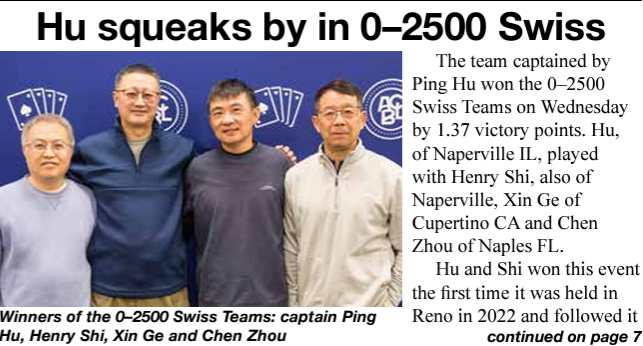 Hu squeaks by in 0–2500 Swiss
ACBL
The team captained by
Ping Hu won the 0–2500
Swiss Teams on Wednesday
by 1.37 victory points. Hu,
of Naperville IL, played
with Henry Shi, also of
Naperville, Xin Ge of
Cupertino CA and Chen
Zhou of Naples FL.
Hu and Shi won this event
the first time it was held in
Reno in 2022 and followed it
continued on page 7
Winners of the 0–2500 Swiss Teams: captain Ping
Hu, Henry Shi, Xin Ge and Chen Zhou